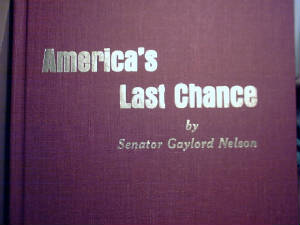 America's
Last Chance
by
Senator Gaylord Nelson